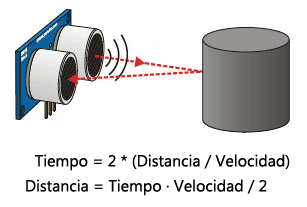 Tiempo = 2 * (Distancia / Velocidad)
Distancia = Tiempo · Velocidad / 2